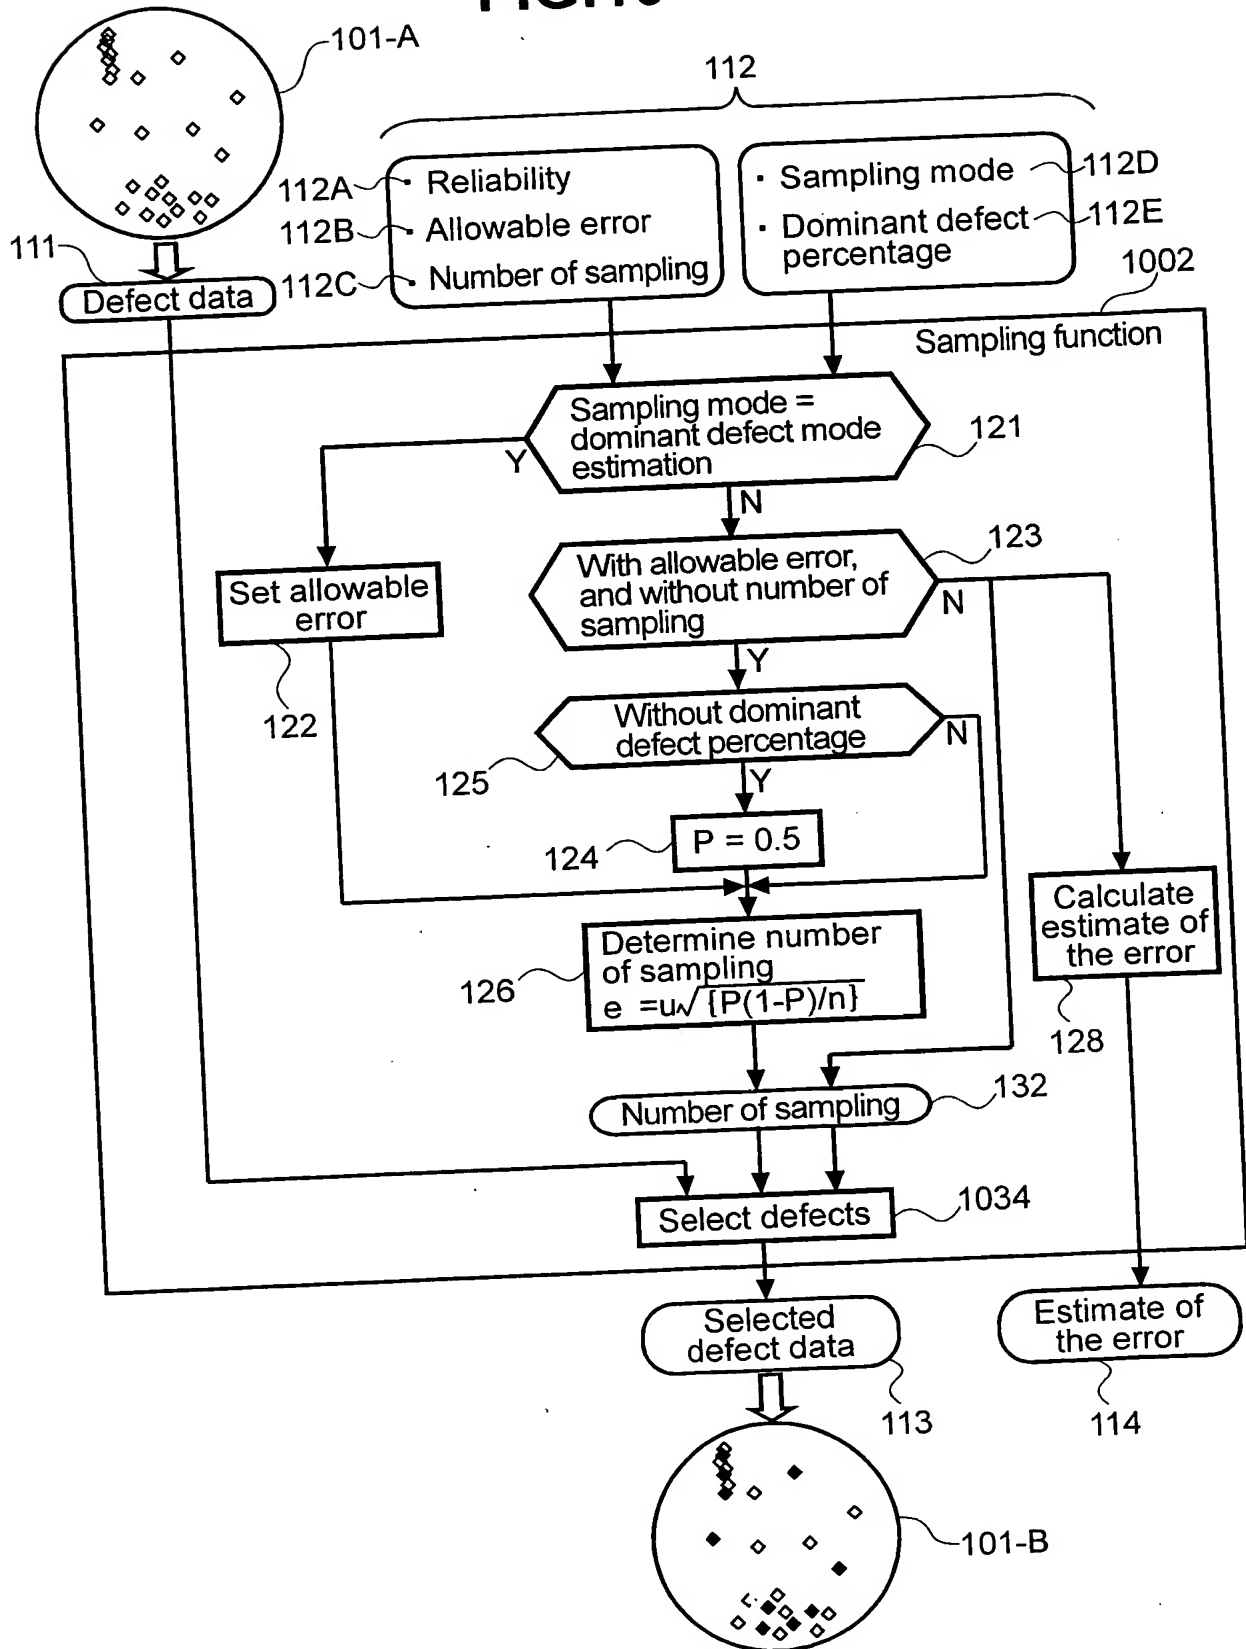 101-A
112
112A
· Reliability
112B
· Allowable error
112C
· Number of sampling
· Sampling mode
112D
· Dominant defect
percentage
112E
111
Defect data
1002
Sampling function
Sampling mode =
dominant defect mode
estimation
121
Y
N
Set allowable
error
122
With allowable error,
and without number of
sampling
123
N
Y
Without dominant
defect percentage
125
N
Y
124
P = 0.5
Determine number
of sampling
e =u√{P(1-P)/n}
126
Calculate
estimate of
the error
128
Number of sampling
132
Select defects
1034
Selected
defect data
113
Estimate of
the error
114
101-B